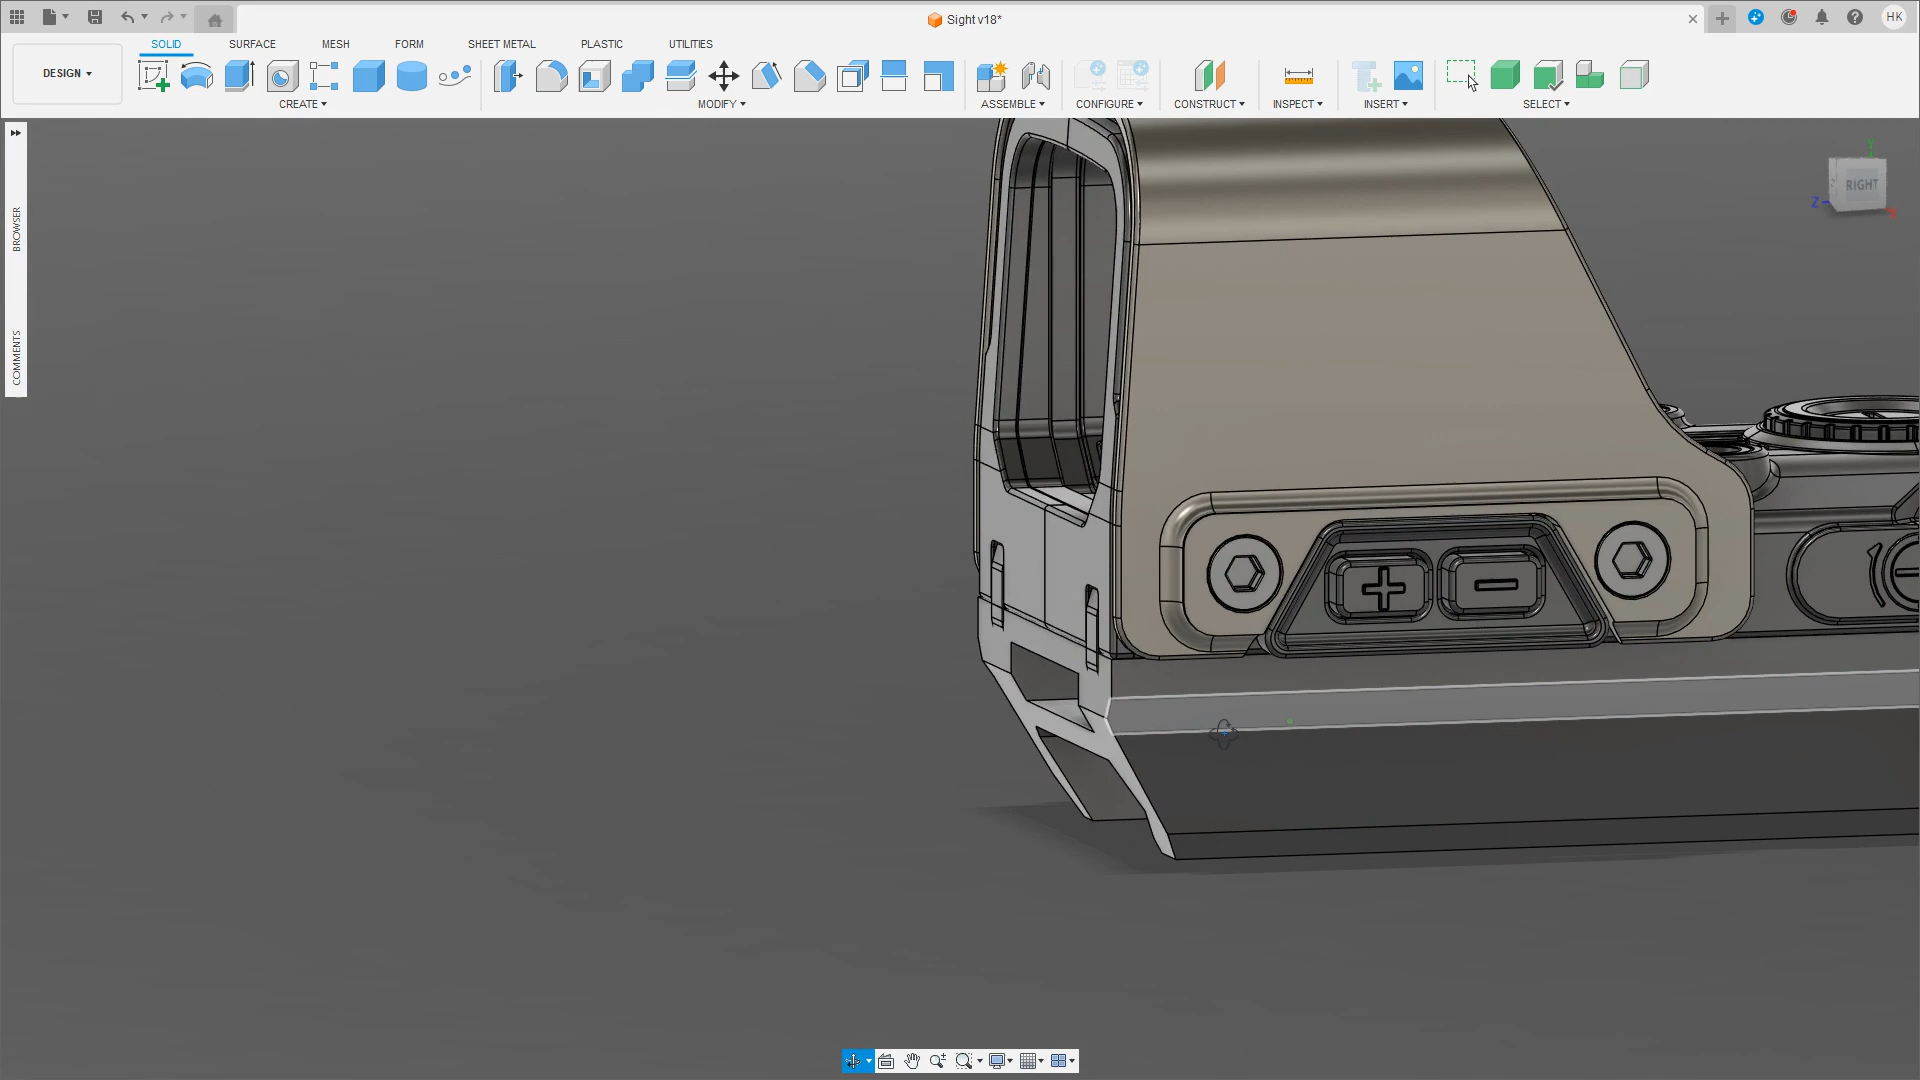 Sight v18*
HK
DESIGN
SOLID
SURFACE
MESH
FORM
SHEET METAL
PLASTIC
UTILITIES
CREATE
MODIFY
ASSEMBLE
CONFIGURE
CONSTRUCT
INSPECT
INSERT
SELECT
BROWSER
COMMENTS
Y
RIGHT
Z